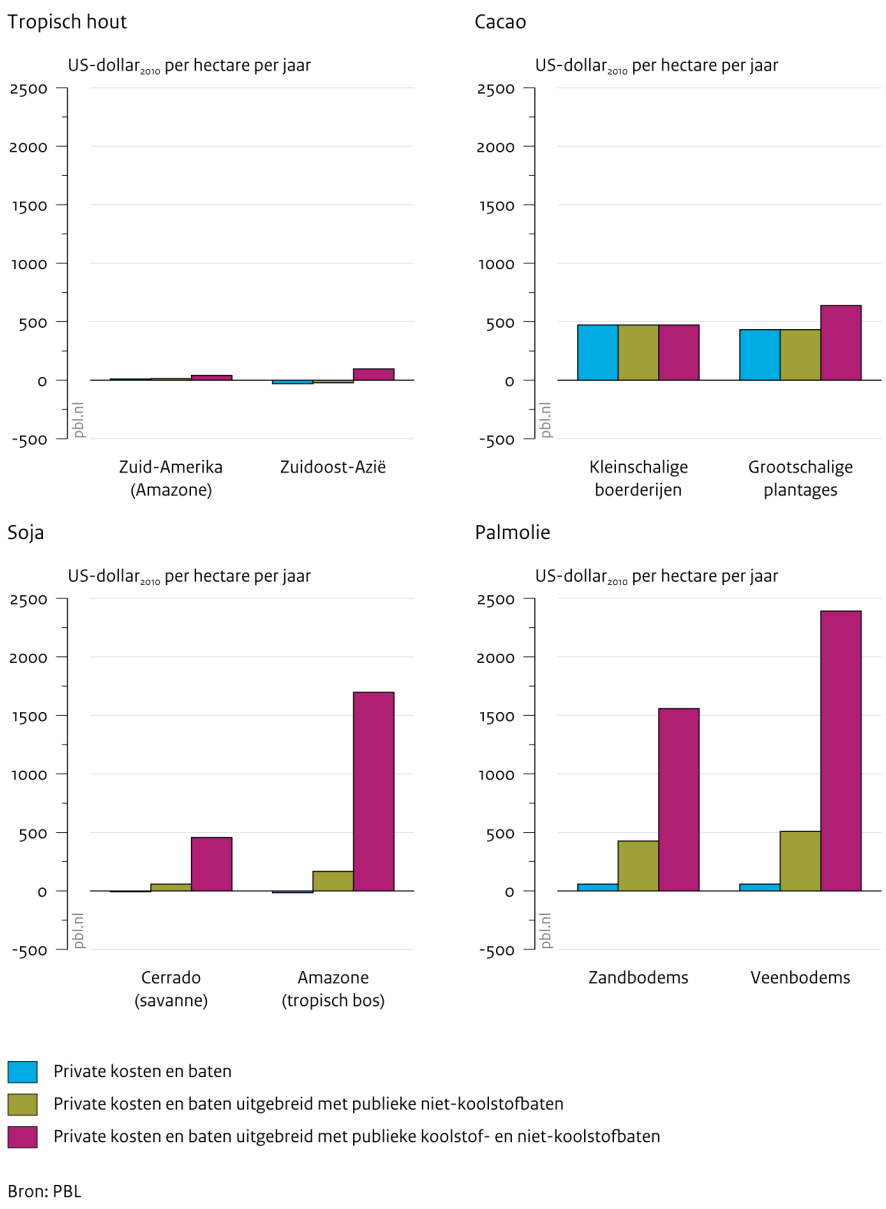 Tropisch hout
US-dollar2010 per hectare per jaar
2500
2000
1500
1000
500
0
-500
pbl.nl
Zuid-Amerika
(Amazone)
Zuidoost-Azië
Cacao
US-dollar2010 per hectare per jaar
2500
2000
1500
1000
500
0
-500
pbl.nl
Kleinschalige
boerderijen
Grootschalige
plantages
Soja
US-dollar2010 per hectare per jaar
2500
2000
1500
1000
500
0
-500
pbl.nl
Cerrado
(savanne)
Amazone
(tropisch bos)
Palmolie
US-dollar2010 per hectare per jaar
2500
2000
1500
1000
500
0
-500
pbl.nl
Zandbodems
Veenbodems
Private kosten en baten
Private kosten en baten uitgebreid met publieke niet-koolstofbaten
Private kosten en baten uitgebreid met publieke koolstof- en niet-koolstofbaten
Bron: PBL